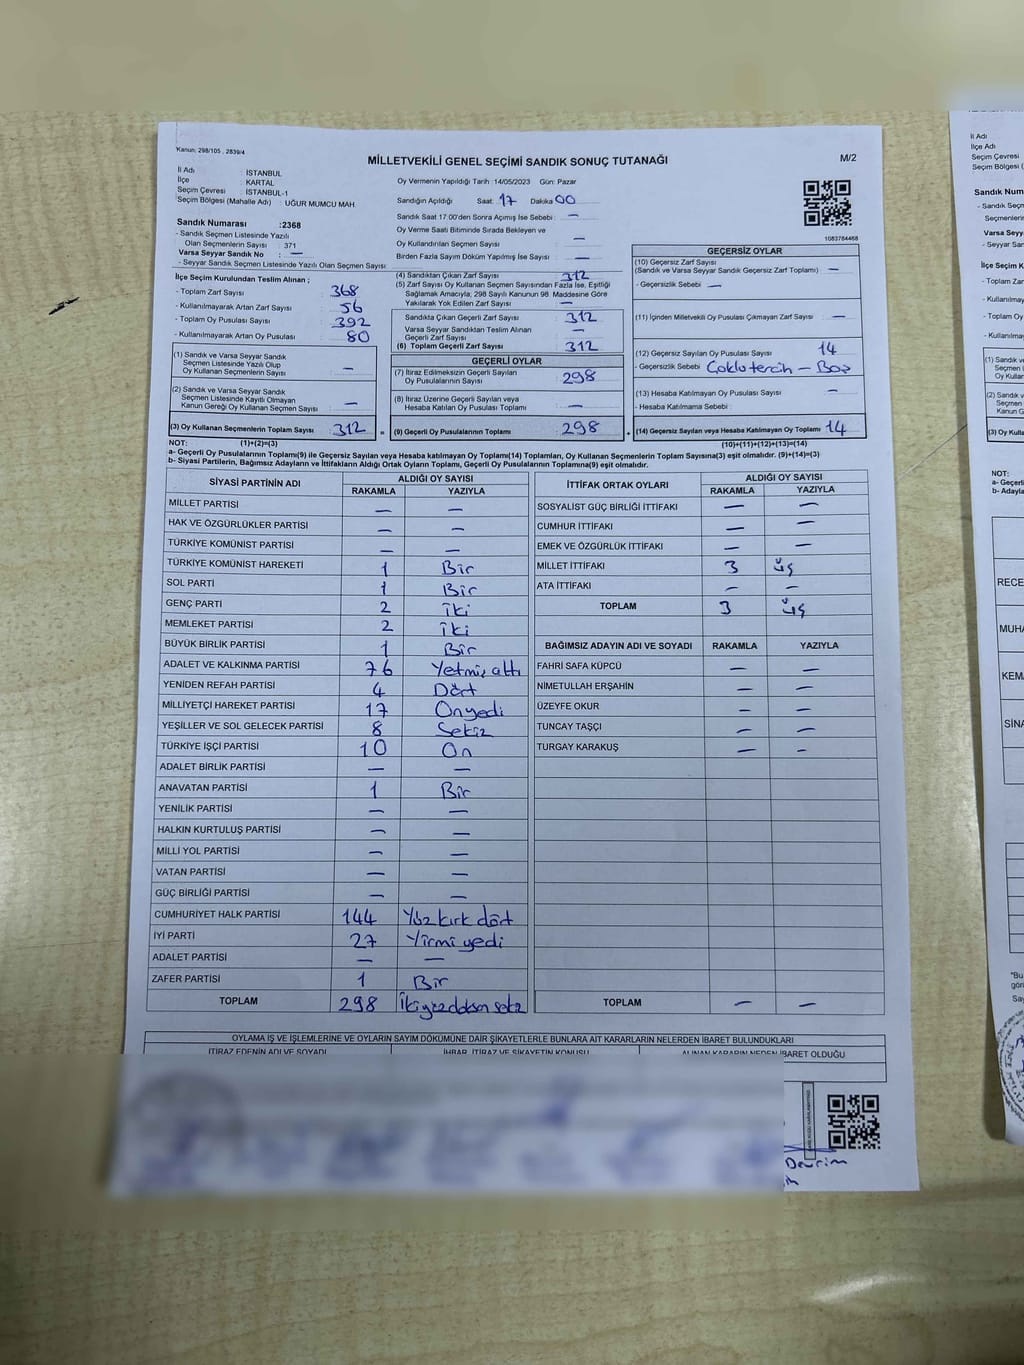 Kanun: 298/105 , 2839/4
MİLLETVEKİLİ GENEL SEÇİMİ SANDIK SONUÇ TUTANAĞI
M/2
İl Adı : İSTANBUL
İlçe : KARTAL
Seçim Çevresi : İSTANBUL-1
Seçim Bölgesi (Mahalle Adı) : UĞUR MUMCU MAH.
Sandık Numarası :2368
- Sandık Seçmen Listesinde Yazılı
Olan Seçmenlerin Sayısı : 371
Varsa Seyyar Sandık No : —
- Seyyar Sandık Seçmen Listesinde Yazılı Olan Seçmen Sayısı
Oy Vermenin Yapıldığı Tarih :14/05/2023 Gün: Pazar
Sandığın Açıldığı Saat: 17 Dakika 00
Sandık Saat 17:00'den Sonra Açımış İse Sebebi : —
Oy Verme Saati Bitiminde Sırada Bekleyen ve
Oy Kullandırılan Seçmen Sayısı : —
Birden Fazla Sayım Döküm Yapılmış İse Sayısı : —
1083784468
İlçe Seçim Kurulundan Teslim Alınan ;
- Toplam Zarf Sayısı : 368
- Kullanılmayarak Artan Zarf Sayısı : 56
- Toplam Oy Pusulası Sayısı : 392
- Kullanılmayarak Artan Oy Pusulası : 80
(1) Sandık ve Varsa Seyyar Sandık
Seçmen Listesinde Yazılı Olup
Oy Kullanan Seçmenlerin Sayısı : —
(2) Sandık ve Varsa Seyyar Sandık
Seçmen Listesinde Kayıtlı Olmayan
Kanun Gereği Oy Kullanan Seçmen Sayısı : —
(3) Oy Kullanan Seçmenlerin Toplam Sayısı : 312
(4) Sandıktan Çıkan Zarf Sayısı : 312
(5) Zarf Sayısı Oy Kullanan Seçmen Sayısından Fazla İse, Eşitliği
Sağlamak Amacıyla, 298 Sayılı Kanunun 98. Maddesine Göre
Yakılarak Yok Edilen Zarf Sayısı : —
Sandıkta Çıkan Geçerli Zarf Sayısı : 312
Varsa Seyyar Sandıktan Teslim Alınan
Geçerli Zarf Sayısı : —
(6) Toplam Geçerli Zarf Sayısı : 312
GEÇERLİ OYLAR
(7) İtiraz Edilmeksizin Geçerli Sayılan
Oy Pusulalarının Sayısı : 298
(8) İtiraz Üzerine Geçerli Sayılan veya
Hesaba Katılan Oy Pusulası Toplamı : —
= (9) Geçerli Oy Pusulalarının Toplamı : 298
GEÇERSİZ OYLAR
(10) Geçersiz Zarf Sayısı
(Sandık ve Varsa Seyyar Sandık Geçersiz Zarf Toplamı) : —
- Geçersizlik Sebebi : —
(11) İçinden Milletvekili Oy Pusulası Çıkmayan Zarf Sayısı : —
(12) Geçersiz Sayılan Oy Pusulası Sayısı : 14
- Geçersizlik Sebebi : Çoklu tercih - Boş
(13) Hesaba Katılmayan Oy Pusulası Sayısı : —
- Hesaba Katılmama Sebebi :
+ (14) Geçersiz Sayılan veya Hesaba Katılmayan Oy Toplamı : 14
NOT: (1)+(2)=(3) (10)+(11)+(12)+(13)=(14)
a- Geçerli Oy Pusulalarının Toplamı(9) ile Geçersiz Sayılan veya Hesaba katılmayan Oy Toplamı(14) Toplamları, Oy Kullanan Seçmenlerin Toplam Sayısına(3) eşit olmalıdır. (9)+(14)=(3)
b- Siyasi Partilerin, Bağımsız Adayların ve İttifakların Aldığı Ortak Oyların Toplamı, Geçerli Oy Pusulalarının Toplamına(9) eşit olmalıdır.
SİYASİ PARTİNİN ADI ALDIĞI OY SAYISI
RAKAMLA YAZIYLA
MİLLET PARTİSİ — —
HAK VE ÖZGÜRLÜKLER PARTİSİ — —
TÜRKİYE KOMÜNİST PARTİSİ — —
TÜRKİYE KOMÜNİST HAREKETİ 1 Bir
SOL PARTİ 1 Bir
GENÇ PARTİ 2 İki
MEMLEKET PARTİSİ 2 İki
BÜYÜK BİRLİK PARTİSİ 1 Bir
ADALET VE KALKINMA PARTİSİ 76 Yetmiş altı
YENİDEN REFAH PARTİSİ 4 Dört
MİLLİYETÇİ HAREKET PARTİSİ 17 Onyedi
YEŞİLLER VE SOL GELECEK PARTİSİ 8 Sekiz
TÜRKİYE İŞÇİ PARTİSİ 10 On
ADALET BİRLİK PARTİSİ — —
ANAVATAN PARTİSİ 1 Bir
YENİLİK PARTİSİ — —
HALKIN KURTULUŞ PARTİSİ — —
MİLLİ YOL PARTİSİ — —
VATAN PARTİSİ — —
GÜÇ BİRLİĞİ PARTİSİ — —
CUMHURİYET HALK PARTİSİ 144 Yüz kırk dört
İYİ PARTİ 27 Yirmi yedi
ADALET PARTİSİ — —
ZAFER PARTİSİ 1 Bir
TOPLAM 298 İkiyüzdoksan sekiz
İTTİFAK ORTAK OYLARI ALDIĞI OY SAYISI
RAKAMLA YAZIYLA
SOSYALİST GÜÇ BİRLİĞİ İTTİFAKI — —
CUMHUR İTTİFAKI — —
EMEK VE ÖZGÜRLÜK İTTİFAKI — —
MİLLET İTTİFAKI 3 üş
ATA İTTİFAKI — —
TOPLAM 3 üş
BAĞIMSIZ ADAYIN ADI VE SOYADI RAKAMLA YAZIYLA
FAHRİ SAFA KÜPCÜ — —
NİMETULLAH ERŞAHİN — —
ÜZEYFE OKUR — —
TUNCAY TAŞÇI — —
TURGAY KARAKUŞ — —
TOPLAM — —
OYLAMA İŞ VE İŞLEMLERİNE VE OYLARIN SAYIM DÖKÜMÜNE DAİR ŞİKAYETLERLE BUNLARA AİT KARARLARIN NELERDEN İBARET BULUNDUKLARI
İTİRAZ EDENİN ADI VE SOYADI İHBAR, İTİRAZ VE ŞİKAYETİN KONUSU ALINAN KARARIN NEDEN İBARET OLDUĞU
Devrim
İl Adı
İlçe Adı
Seçim Çevresi
Seçim Bölgesi (
Sandık Num
- Sandık Seçm
Seçmenleri
Varsa Seyy
- Seyyar San
İlçe Seçim K
- Toplam Zarf
- Kullanılmay
- Toplam Oy
- Kullanılmay
(1) Sandık ve
Seçmen
Oy Kullan
(2) Sandık v
Seçmen L
Kanun G
(3) Oy Kulla
NOT:
a- Geçerli
b- Adayla
RECE
MUHA
KEMA
SİNA
*Bu
gör
Say